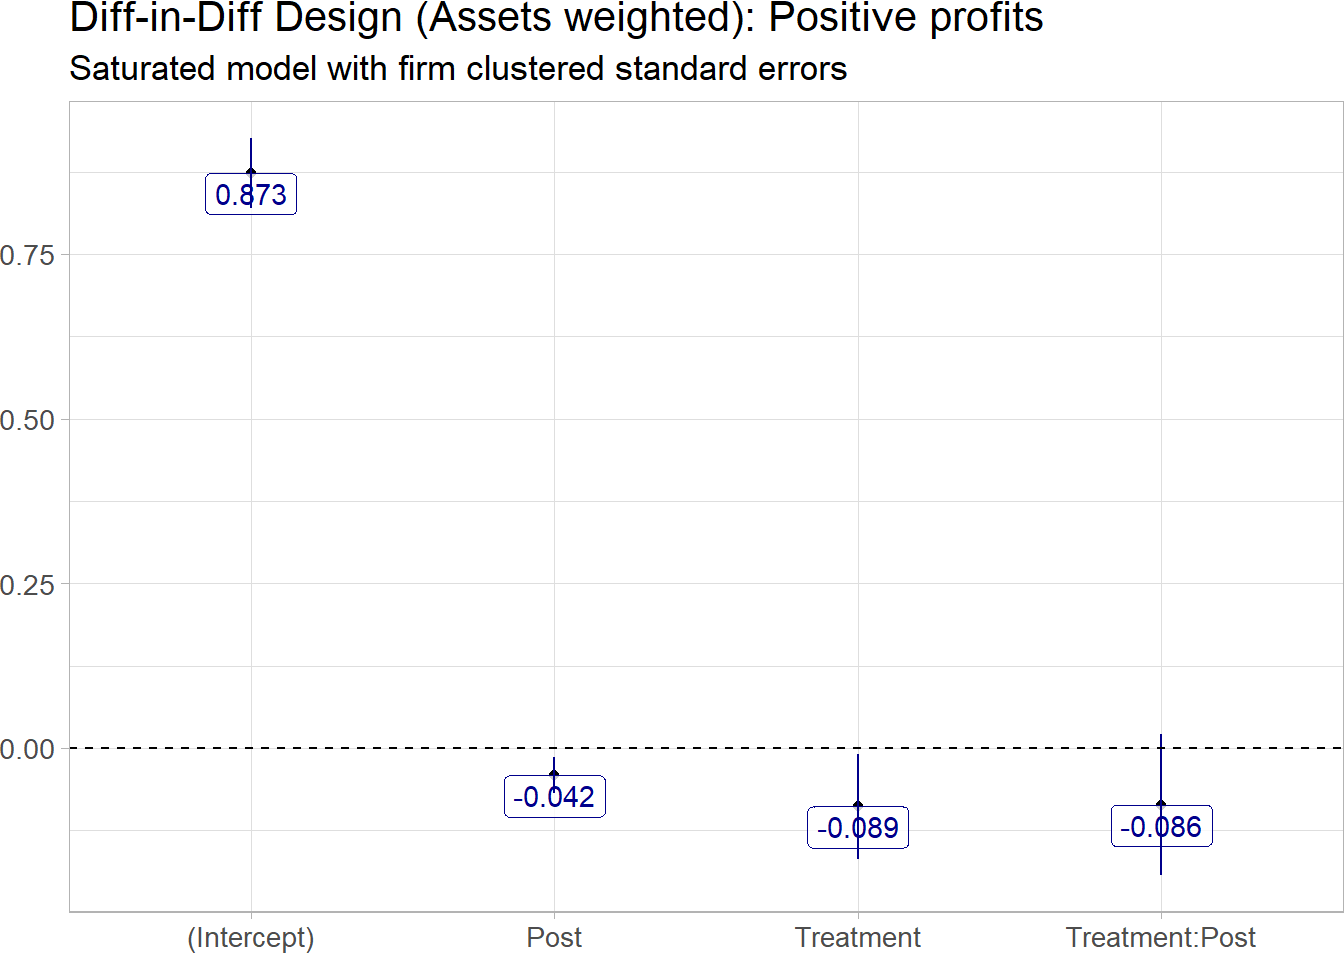 Diff-in-Diff Design (Assets weighted): Positive profits
Saturated model with firm clustered standard errors
0.873
0.75
0.50
0.25
0.00
-0.042
-0.089
-0.086
(Intercept)
Post
Treatment
Treatment:Post